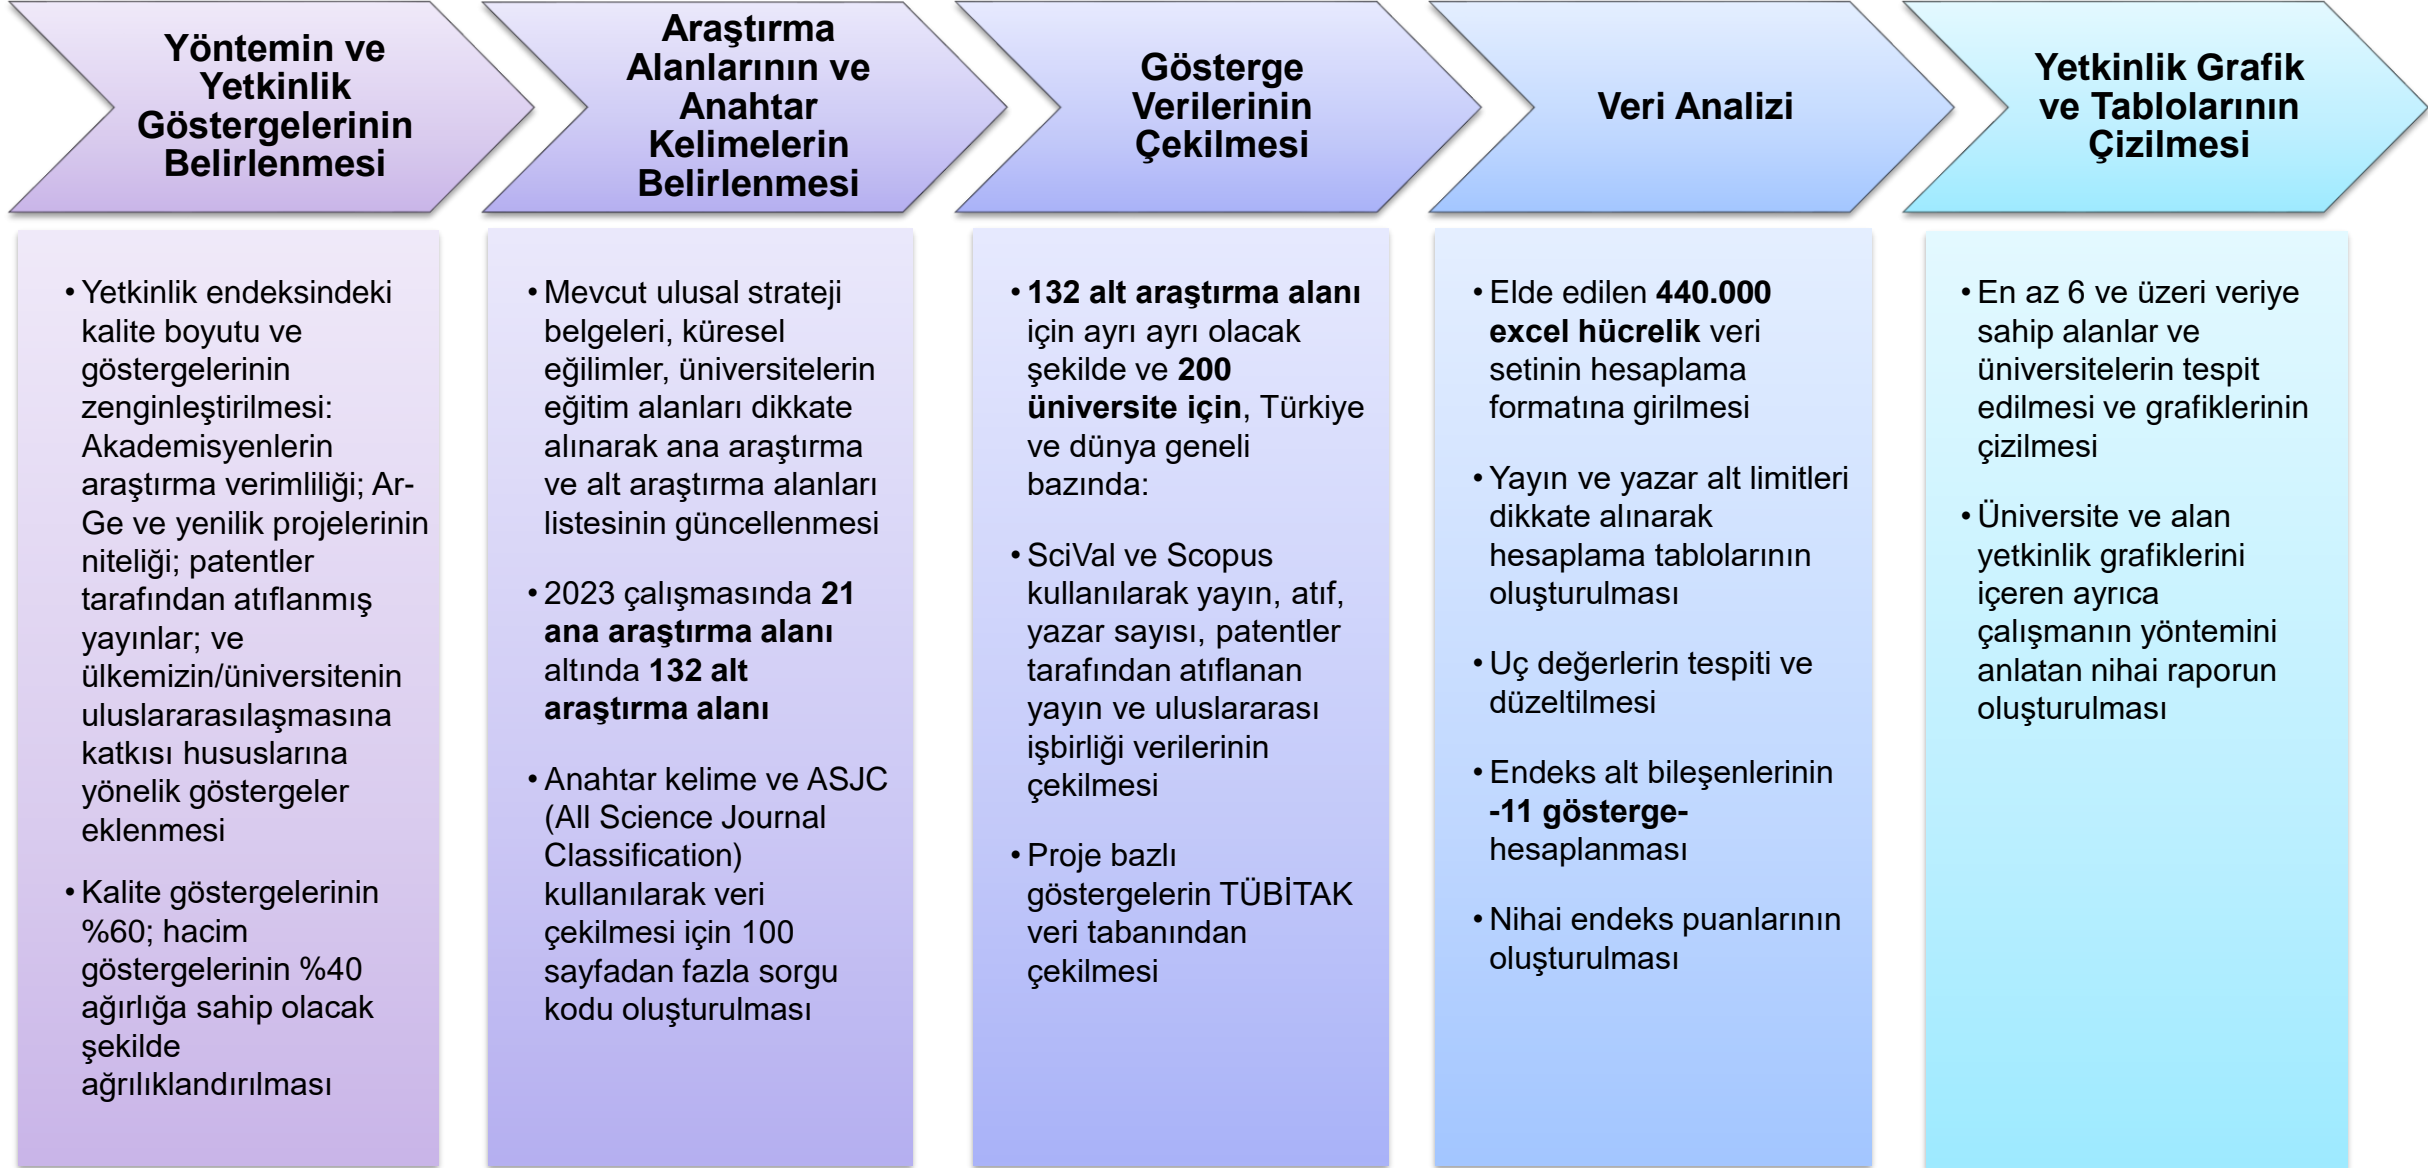 Yöntemin ve
Yetkinlik
Göstergelerinin
Belirlenmesi
• Yetkinlik endeksindeki
kalite boyutu ve
göstergelerinin
zenginleştirilmesi:
Akademisyenlerin
araştırma verimliliği; Ar-
Ge ve yenilik projelerinin
niteliği; patentler
tarafından atıflanmış
yayınlar; ve
ülkemizin/üniversitenin
uluslararasılaşmasına
katkısı hususlarına
yönelik göstergeler
eklenmesi
• Kalite göstergelerinin
%60; hacim
göstergelerinin %40
ağırlığa sahip olacak
şekilde
ağrılıklandırılması
Araştırma
Alanlarının ve
Anahtar
Kelimelerin
Belirlenmesi
• Mevcut ulusal strateji
belgeleri, küresel
eğilimler, üniversitelerin
eğitim alanları dikkate
alınarak ana araştırma
ve alt araştırma alanları
listesinin güncellenmesi
• 2023 çalışmasında 21
ana araştırma alanı
altında 132 alt
araştırma alanı
• Anahtar kelime ve ASJC
(All Science Journal
Classification)
kullanılarak veri
çekilmesi için 100
sayfadan fazla sorgu
kodu oluşturulması
Gösterge
Verilerinin
Çekilmesi
• 132 alt araştırma alanı
için ayrı ayrı olacak
şekilde ve 200
üniversite için, Türkiye
ve dünya geneli
bazında:
• SciVal ve Scopus
kullanılarak yayın, atıf,
yazar sayısı, patentler
tarafından atıflanan
yayın ve uluslararası
işbirliği verilerinin
çekilmesi
• Proje bazlı
göstergelerin TÜBİTAK
veri tabanından
çekilmesi
Veri Analizi
• Elde edilen 440.000
excel hücrelik veri
setinin hesaplama
formatına girilmesi
• Yayın ve yazar alt limitleri
dikkate alınarak
hesaplama tablolarının
oluşturulması
• Uç değerlerin tespiti ve
düzeltilmesi
• Endeks alt bileşenlerinin
-11 gösterge-
hesaplanması
• Nihai endeks puanlarının
oluşturulması
Yetkinlik Grafik
ve Tablolarının
Çizilmesi
• En az 6 ve üzeri veriye
sahip alanlar ve
üniversitelerin tespit
edilmesi ve grafiklerinin
çizilmesi
• Üniversite ve alan
yetkinlik grafiklerini
içeren ayrıca
çalışmanın yöntemini
anlatan nihai raporun
oluşturulması